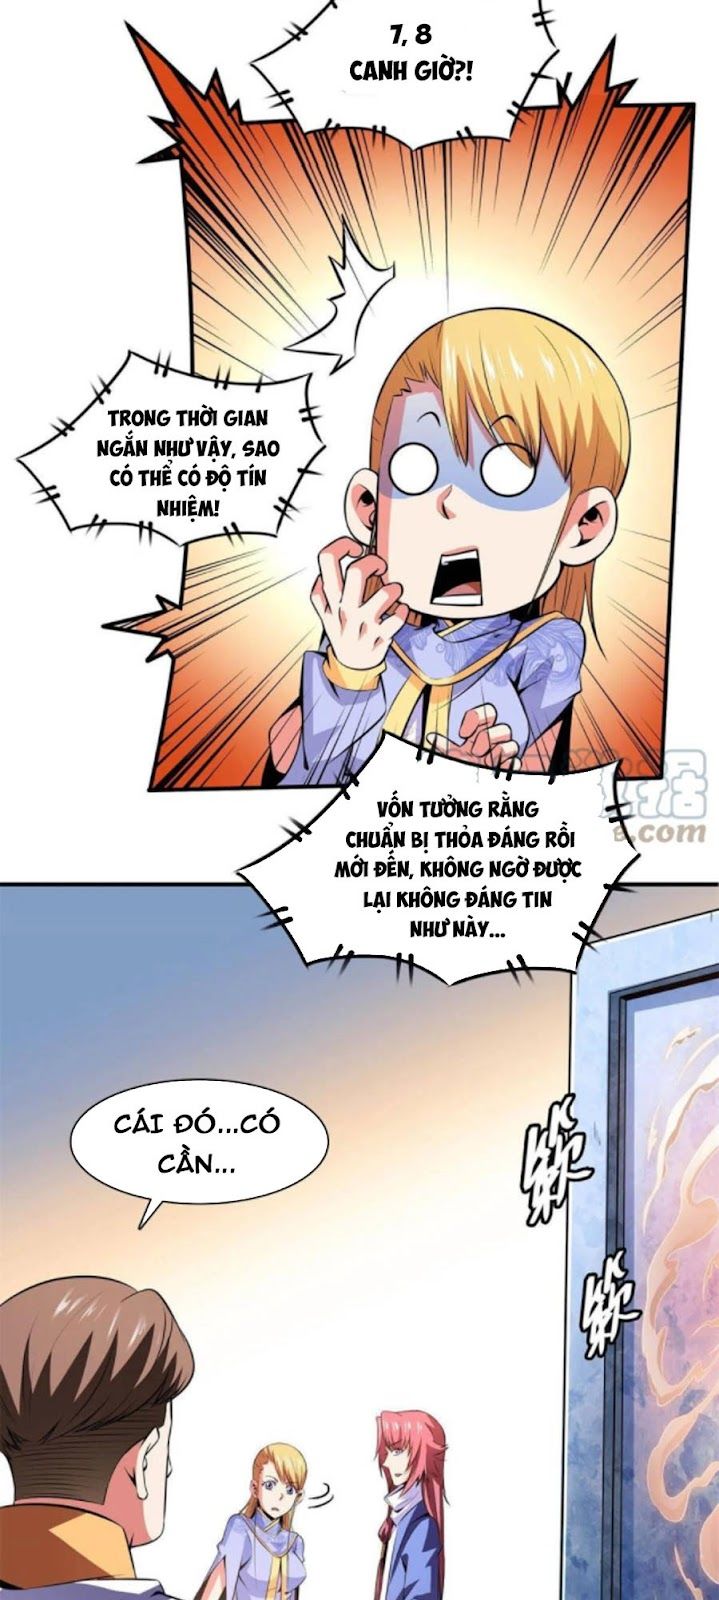 7, 8
CANH GIỜ?!
TRONG THỜI GIAN
NGẮN NHƯ VẬY, SAO
CÓ THỂ CÓ ĐỘ TÍN
NHIỆM!
VỐN TƯỞNG RẰNG
CHUẨN BỊ THỎA ĐÁNG RỒI
MỚI ĐẾN, KHÔNG NGỜ ĐƯỢC
LẠI KHÔNG ĐÁNG TIN
NHƯ NÀY...
.com
CÁI ĐÓ...CÓ
CẦN...